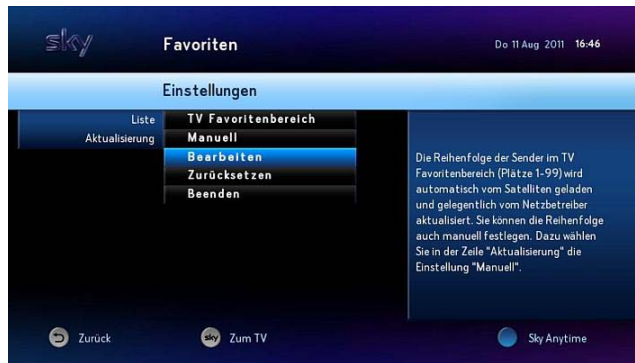 sky Favoriten Do 11 Aug 2011 16:46
Einstellungen
Liste TV Favoritenbereich
Aktualisierung Manuell
Bearbeiten
Zurücksetzen
Beenden
Die Reihenfolge der Sender im TV
Favoritenbereich (Plätze 1-99) wird
automatisch vom Satelliten geladen
und gelegentlich vom Netzbetreiber
aktualisiert. Sie können die Reihenfolge
auch manuell festlegen. Dazu wählen
Sie in der Zeile "Aktualisierung" die
Einstellung "Manuell".
Zurück sky Zum TV Sky Anytime